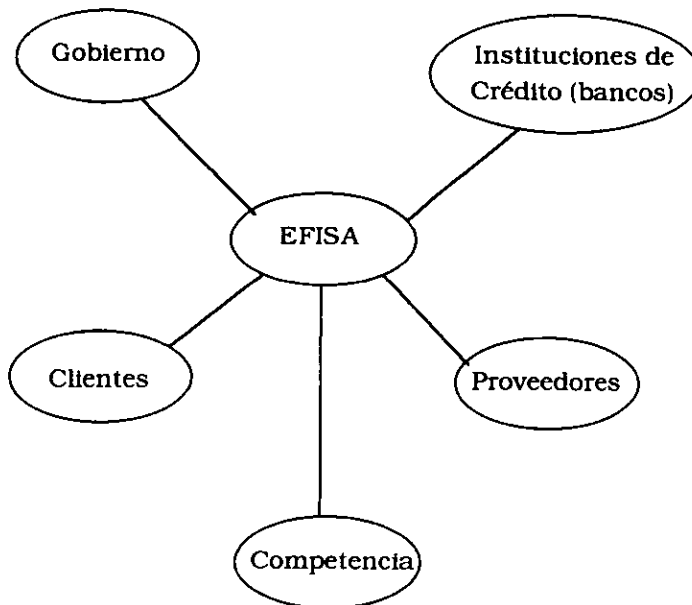 Gobierno
Instituciones de
Crédito (bancos)
EFISA
Clientes
Proveedores
Competencia